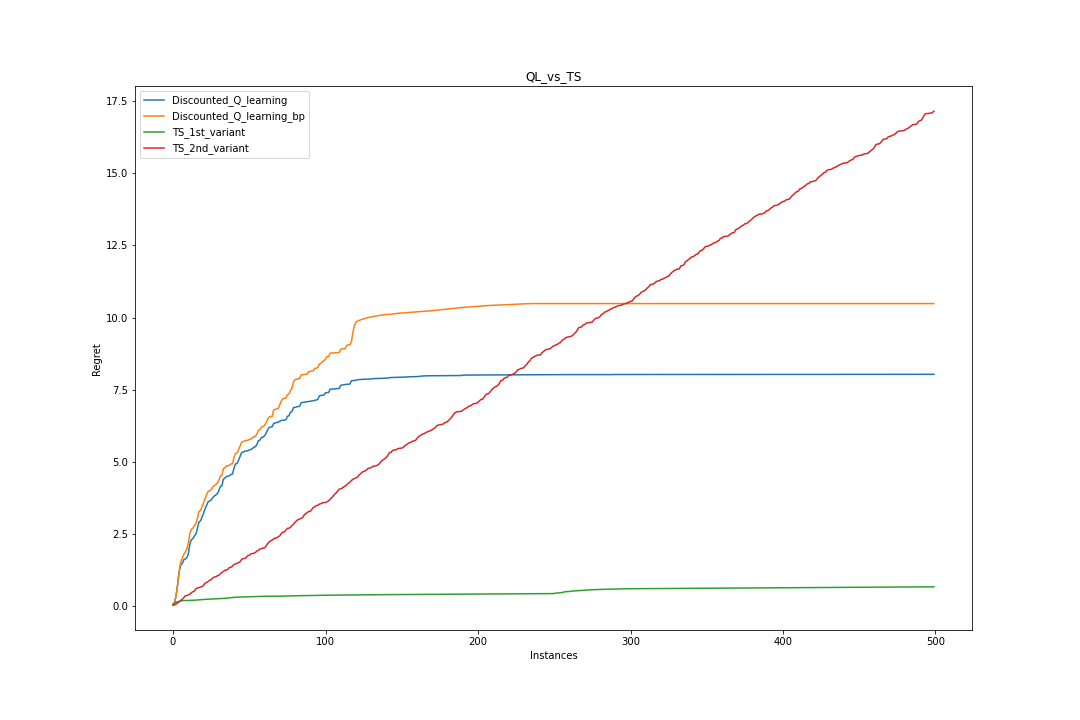 QL_vs_TS
Discounted_Q_learning
Discounted_Q_learning_bp
TS_1st_variant
TS_2nd_variant
17.5
15.0
12.5
10.0
7.5
5.0
2.5
0.0
Regret
0 100 200 300 400 500
Instances